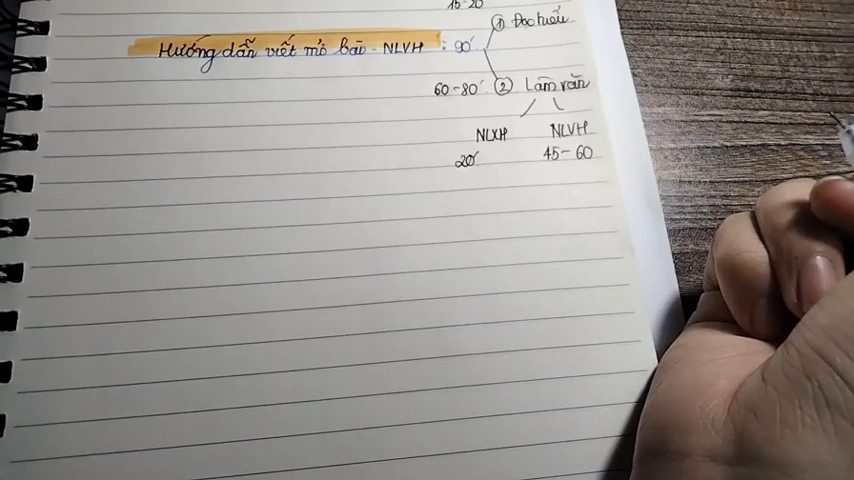 15-20
① Đọc hiểu
Hướng dẫn viết mở bài - NLVH : 90'
60-80' ② Làm văn
NLXH NLVH
20' 45-60